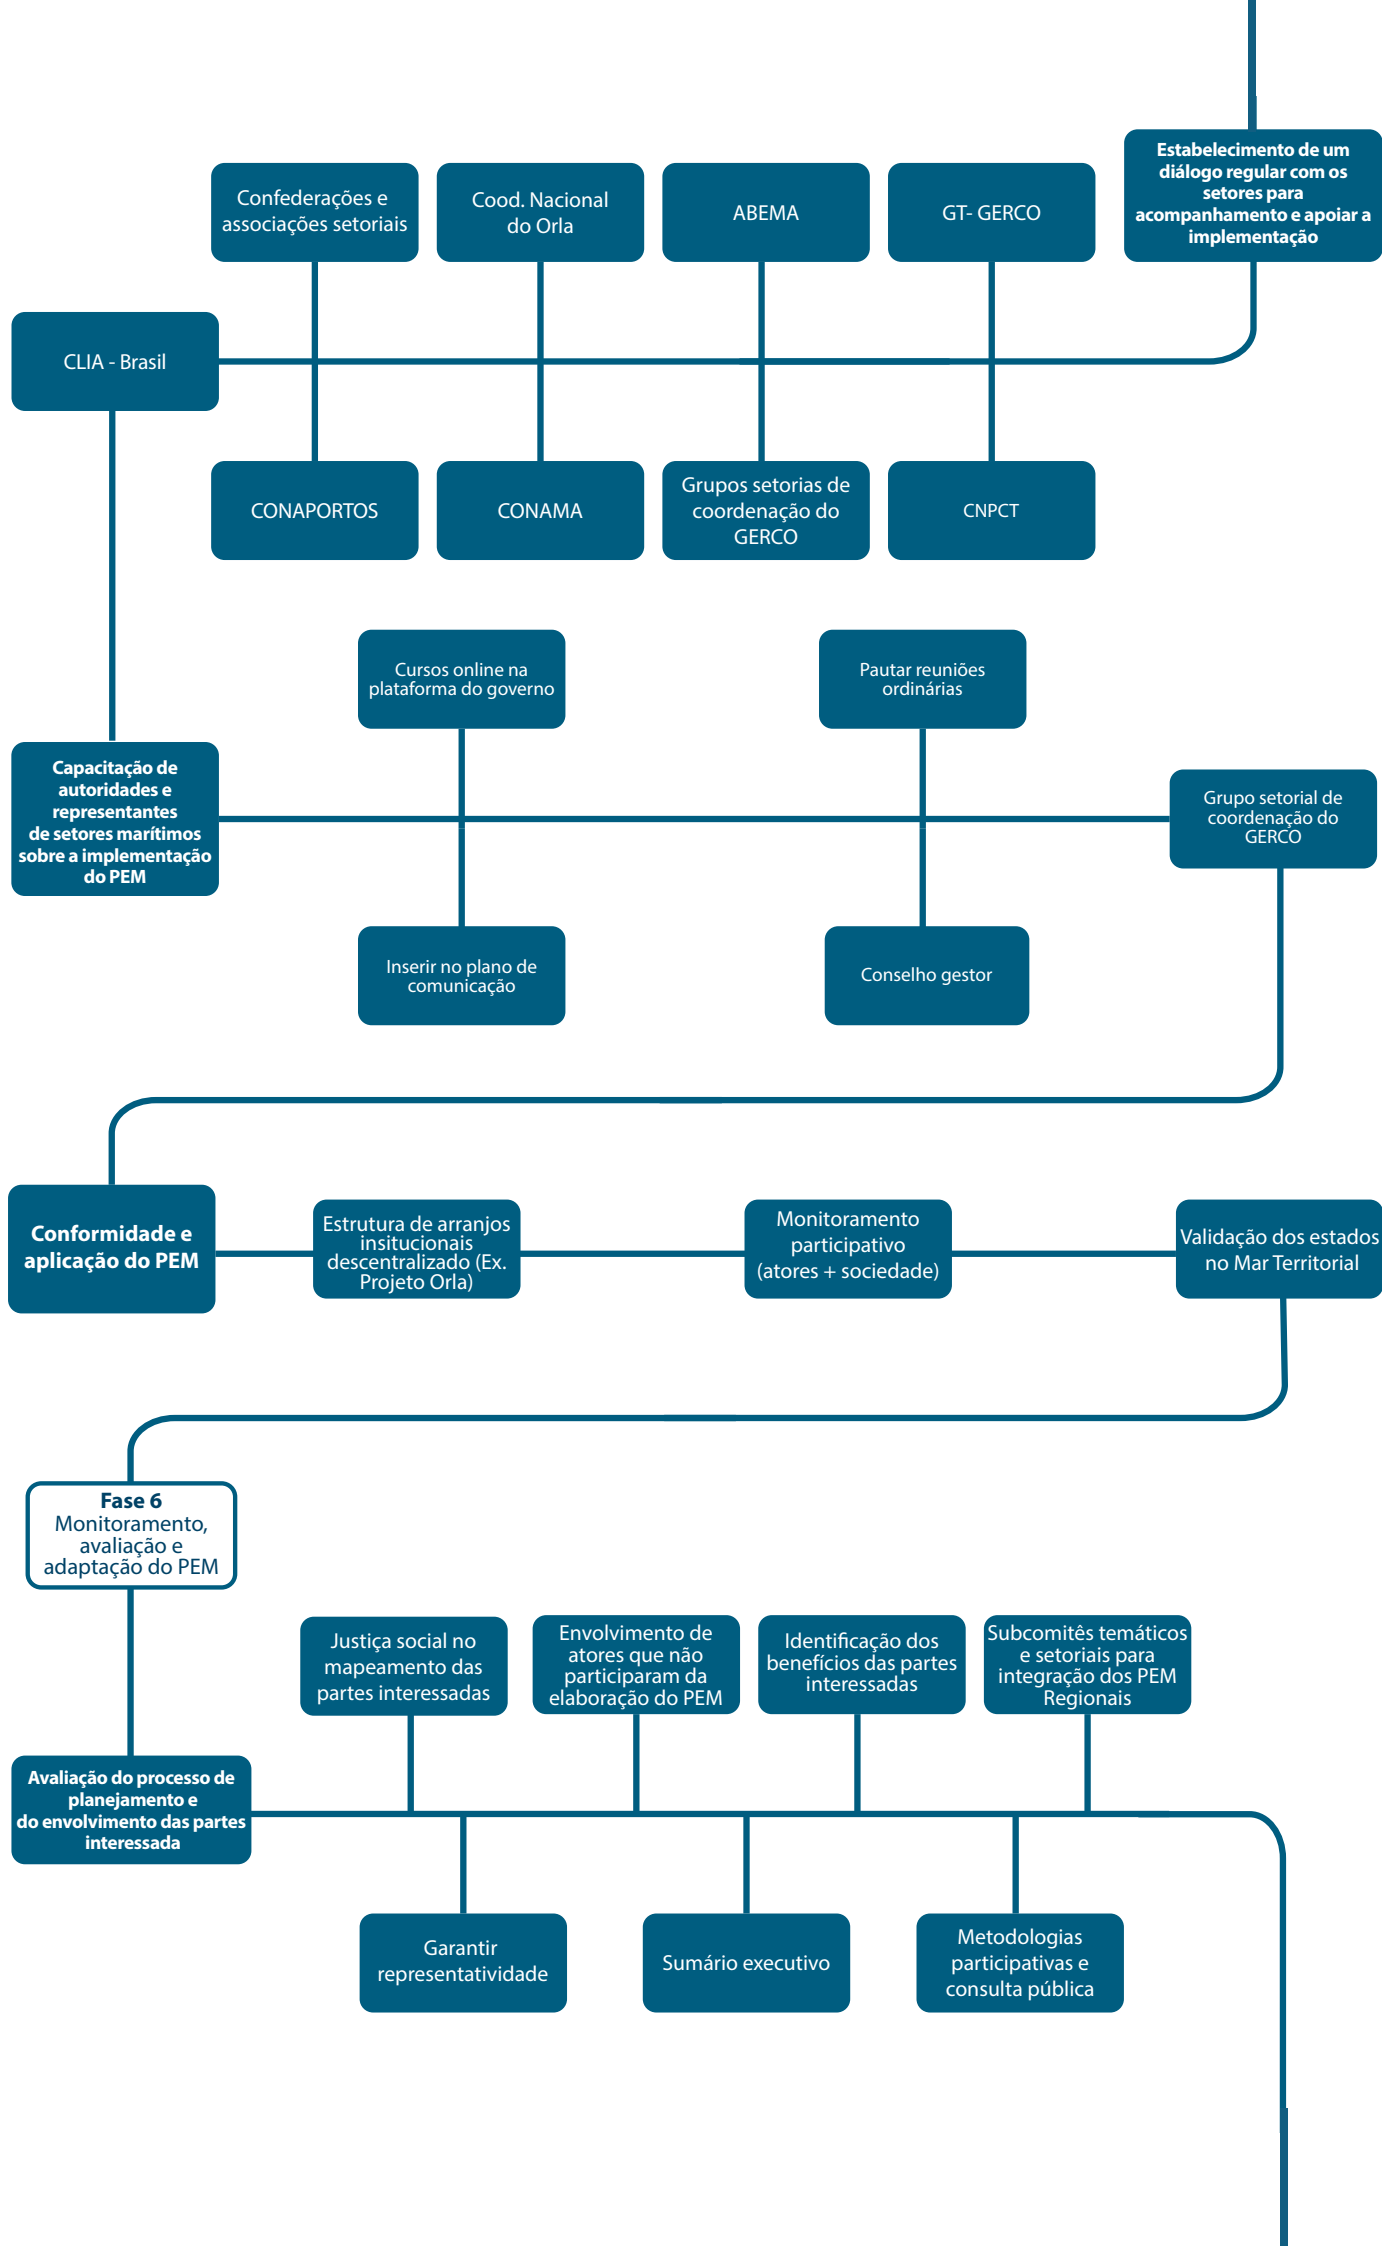 Estabelecimento de um
diálogo regular com os
setores para
acompanhamento e apoiar a
implementação
Confederações e
associações setoriais
Cood. Nacional
do Orla
ABEMA
GT- GERCO
CLIA - Brasil
CONAPORTOS
CONAMA
Grupos setorias de
coordenação do
GERCO
CNPCT
Cursos online na
plataforma do governo
Pautar reuniões
ordinárias
Capacitação de
autoridades e
representantes
de setores marítimos
sobre a implementação
do PEM
Grupo setorial de
coordenação do
GERCO
Inserir no plano de
comunicação
Conselho gestor
Conformidade e
aplicação do PEM
Estrutura de arranjos
insitucionais
descentralizado (Ex.
Projeto Orla)
Monitoramento
participativo
(atores + sociedade)
Validação dos estados
no Mar Territorial
Fase 6
Monitoramento,
avaliação e
adaptação do PEM
Justiça social no
mapeamento das
partes interessadas
Envolvimento de
atores que não
participaram da
elaboração do PEM
Identificação dos
benefícios das partes
interessadas
Subcomitês temáticos
e setoriais para
integração dos PEM
Regionais
Avaliação do processo de
planejamento e
do envolvimento das partes
interessada
Garantir
representatividade
Sumário executivo
Metodologias
participativas e
consulta pública